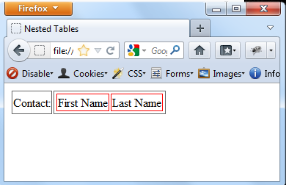 Firefox
Nested Tables
file:/
Goo
Disable Cookies CSS Forms Images Info
Contact: First Name Last Name